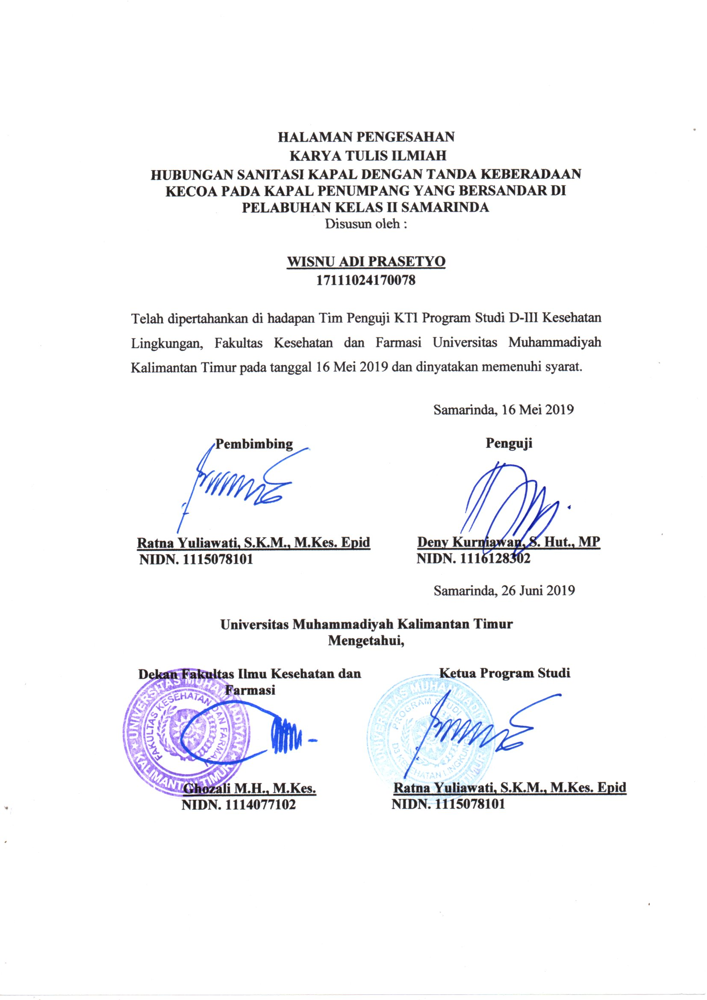 HALAMAN PENGESAHAN
KARYA TULIS ILMIAH
HUBUNGAN SANITASI KAPAL DENGAN TANDA KEBERADAAN
KECOA PADA KAPAL PENUMPANG YANG BERSANDAR DI
PELABUHAN KELAS II SAMARINDA
Disusun oleh :
WISNU ADI PRASETYO
17111024170078
Telah dipertahankan di hadapan Tim Penguji KTI Program Studi D-III Kesehatan
Lingkungan, Fakultas Kesehatan dan Farmasi Universitas Muhammadiyah
Kalimantan Timur pada tanggal 16 Mei 2019 dan dinyatakan memenuhi syarat.
Samarinda, 16 Mei 2019
Pembimbing Penguji
Ratna Yuliawati, S.K.M., M.Kes. Epid Deny Kurniawan, S. Hut., MP
NIDN. 1115078101 NIDN. 1116128302
Samarinda, 26 Juni 2019
Universitas Muhammadiyah Kalimantan Timur
Mengetahui,
Dekan Fakultas Ilmu Kesehatan dan Ketua Program Studi
Farmasi
UNIVERSITAS MUHAMMADIYAH
KALIMANTAN TIMUR
FAKULTAS KESEHATAN DAN FARMASI
UNIVERSITAS MUHAMMADIYAH
TIMUR
PROGRAM STUDI
D3 KESEHATAN LINGKUNGAN
Ghozali M.H., M.Kes. Ratna Yuliawati, S.K.M., M.Kes. Epid
NIDN. 1114077102 NIDN. 1115078101